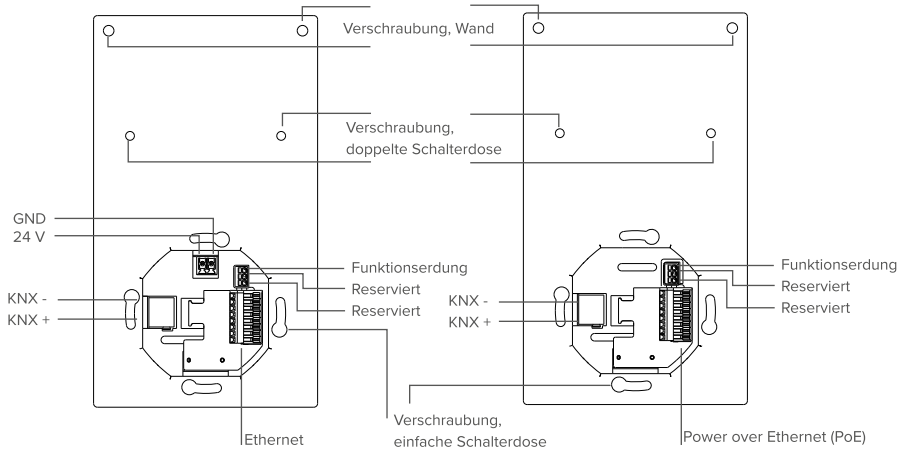 Verschraubung, Wand
Verschraubung,
doppelte Schalterdose
GND
24 V
KNX -
KNX +
Funktionserdung
Reserviert
Reserviert
Ethernet
Verschraubung,
einfache Schalterdose
KNX -
KNX +
Funktionserdung
Reserviert
Reserviert
Power over Ethernet (PoE)